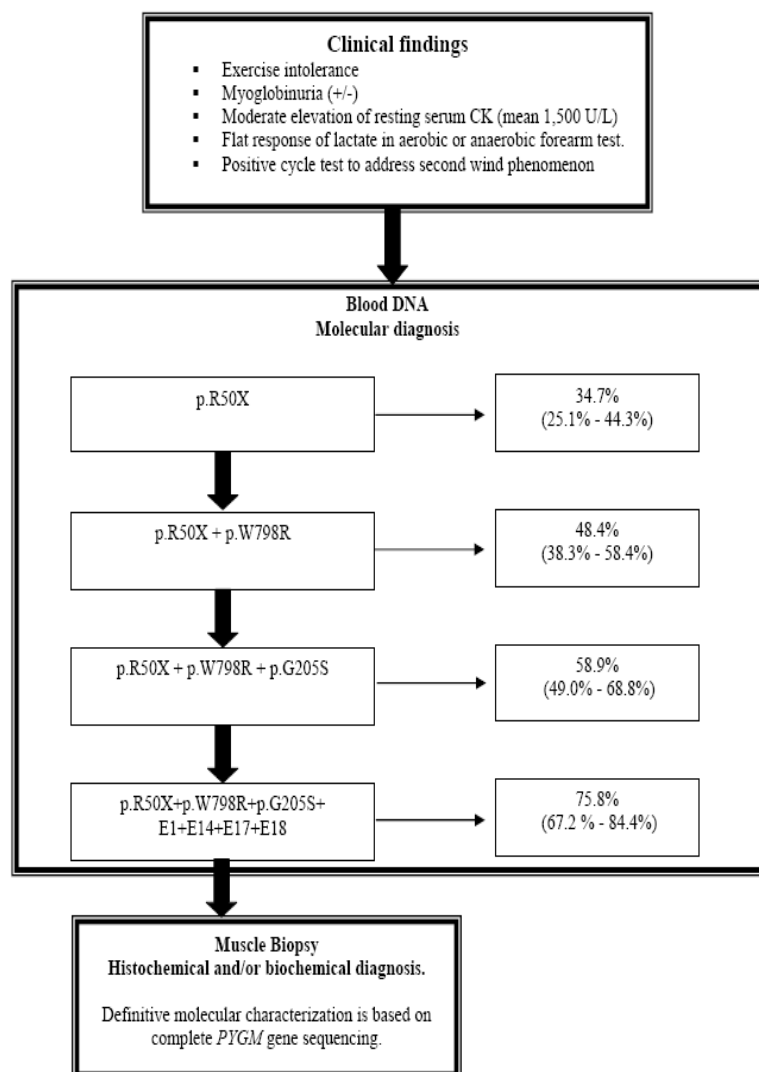 Clinical findings
▪ Exercise intolerance
▪ Myoglobinuria (+/-)
▪ Moderate elevation of resting serum CK (mean 1,500 U/L)
▪ Flat response of lactate in aerobic or anaerobic forearm test.
▪ Positive cycle test to address second wind phenomenon
Blood DNA
Molecular diagnosis
p.R50X
34.7%
(25.1% - 44.3%)
p.R50X + p.W798R
48.4%
(38.3% - 58.4%)
p.R50X + p.W798R + p.G205S
58.9%
(49.0% - 68.8%)
p.R50X+p.W798R+p.G205S+
E1+E14+E17+E18
75.8%
(67.2 % - 84.4%)
Muscle Biopsy
Histochemical and/or biochemical diagnosis.
Definitive molecular characterization is based on
complete PYGM gene sequencing.